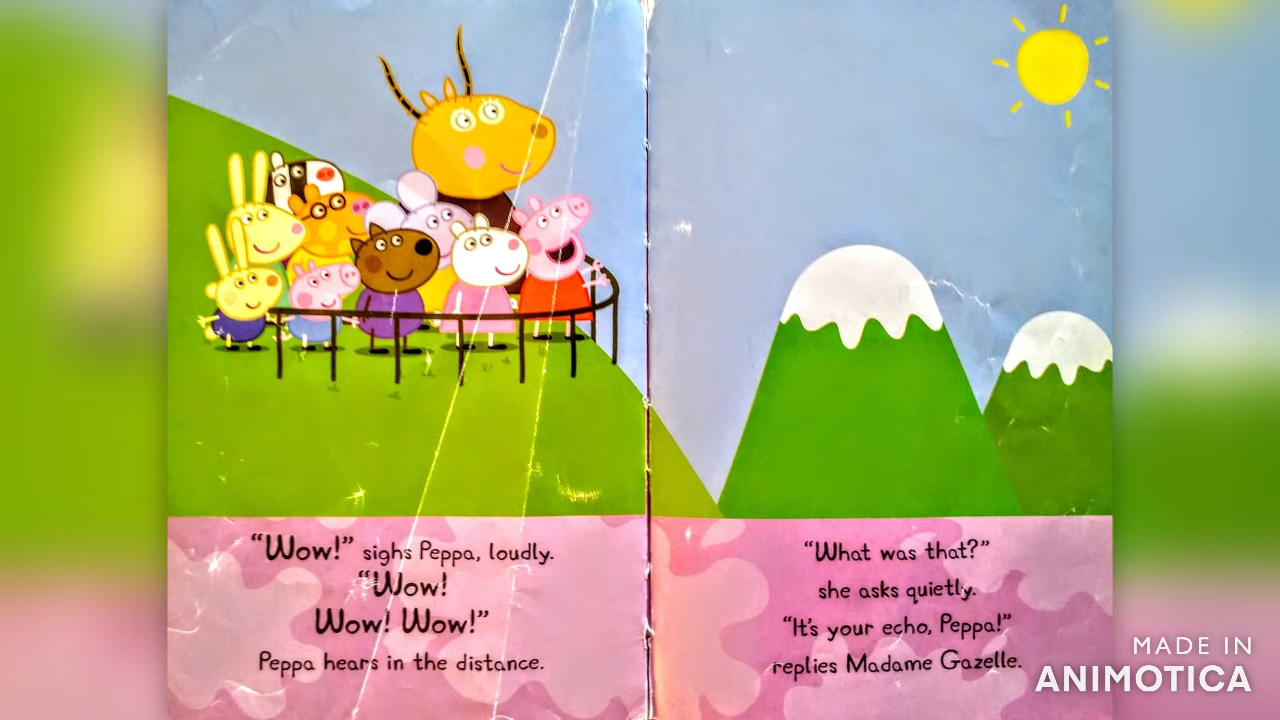 “Wow!” sighs Peppa, loudly.
“Wow!
Wow! Wow!”
Peppa hears in the distance.
“What was that?”
she asks quietly.
“It’s your echo, Peppa!”
replies Madame Gazelle.
MADE IN
ANIMOTICA